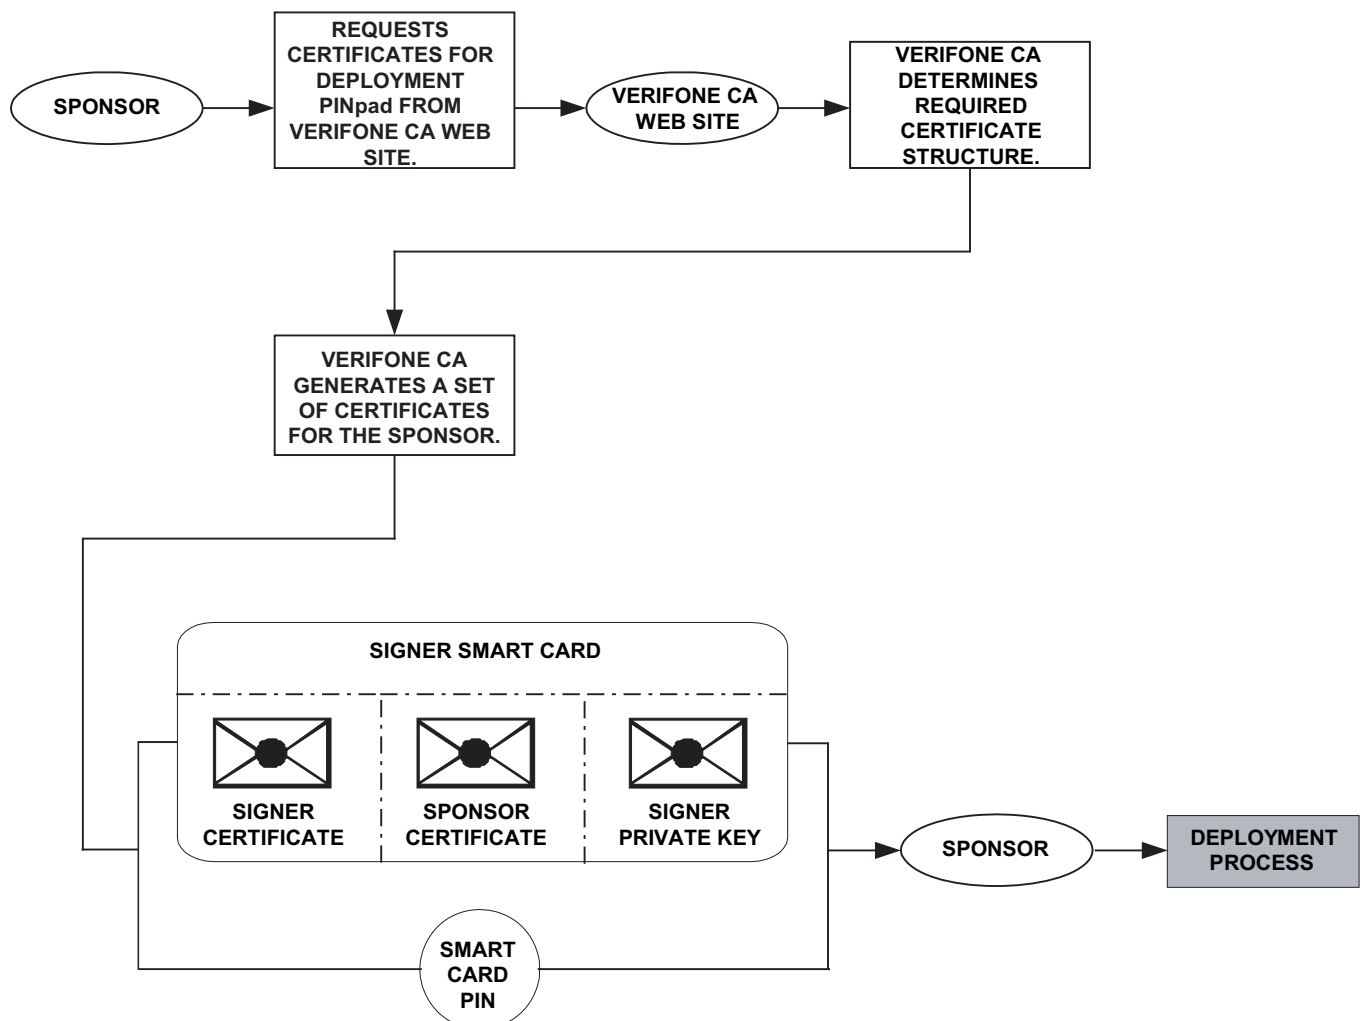 SPONSOR
REQUESTS
CERTIFICATES FOR
DEPLOYMENT
PINpad FROM
VERIFONE CA WEB
SITE.
VERIFONE CA
WEB SITE
VERIFONE CA
DETERMINES
REQUIRED
CERTIFICATE
STRUCTURE.
VERIFONE CA
GENERATES A SET
OF CERTIFICATES
FOR THE SPONSOR.
SIGNER SMART CARD
SIGNER
CERTIFICATE
SPONSOR
CERTIFICATE
SIGNER
PRIVATE KEY
SMART
CARD
PIN
SPONSOR
DEPLOYMENT
PROCESS